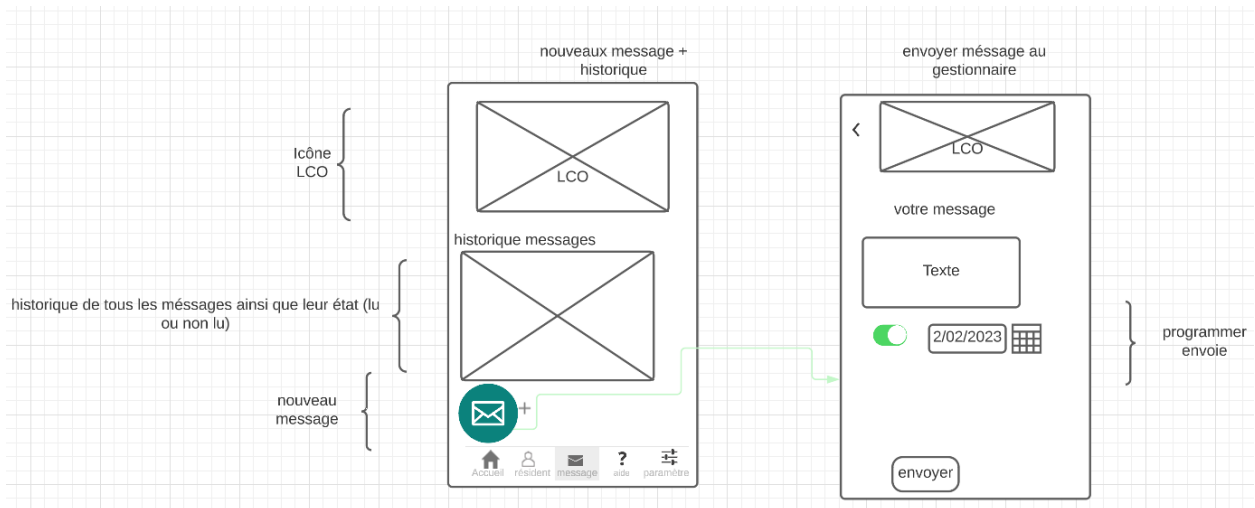 nouveaux message +
historique
Icône
LCO
LCO
historique messages
historique de tous les méssages ainsi que leur état (lu
ou non lu)
nouveau
message
+
Accueil
résident
message
?
aide
paramêtre
envoyer méssage au
gestionnaire
<
LCO
votre message
Texte
2/02/2023
programmer
envoie
envoyer